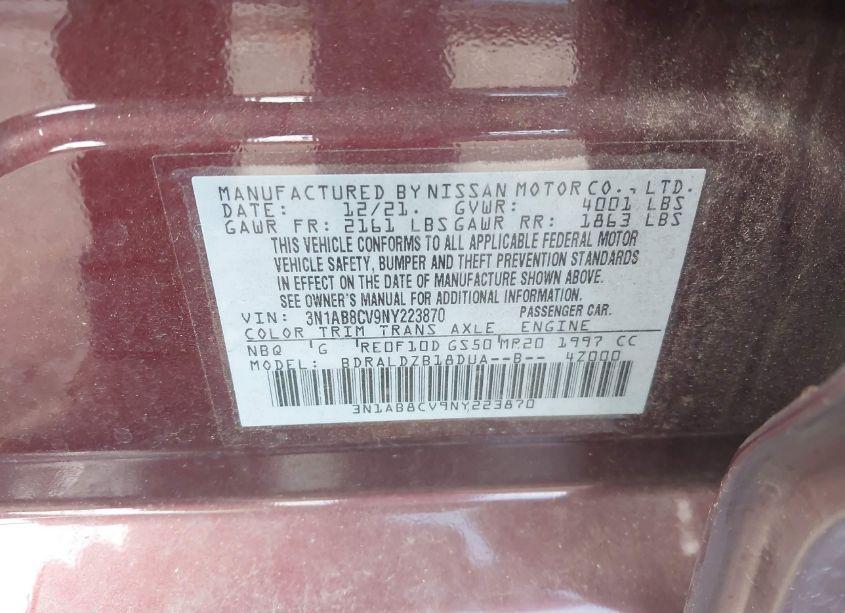 MANUFACTURED BY NISSAN MOTOR CO., LTD.
DATE: 12/21. GVWR: 4001 LBS
GAWR FR: 2161 LBS GAWR RR: 1863 LBS
THIS VEHICLE CONFORMS TO ALL APPLICABLE FEDERAL MOTOR
VEHICLE SAFETY, BUMPER AND THEFT PREVENTION STANDARDS
IN EFFECT ON THE DATE OF MANUFACTURE SHOWN ABOVE.
SEE OWNER'S MANUAL FOR ADDITIONAL INFORMATION.
VIN: 3N1AB8CV9NY223870 PASSENGER CAR.
COLOR TRIM TRANS AXLE ENGINE
NBQ 'G 'RE0F10D GS50 MR20 1997 CC
MODEL: BDRALDZB18DUA--B-- 4Z000
3N1AB8CV9NY223870